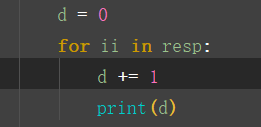 d = 0
for ii in resp:
    d += 1
    print(d)